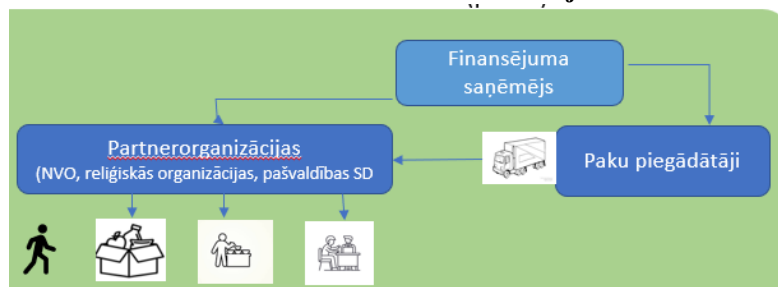 Finansējuma
saņēmējs
Partnerorganizācijas
(NVO, reliģiskās organizācijas, pašvaldības SD
Paku piegādātāji